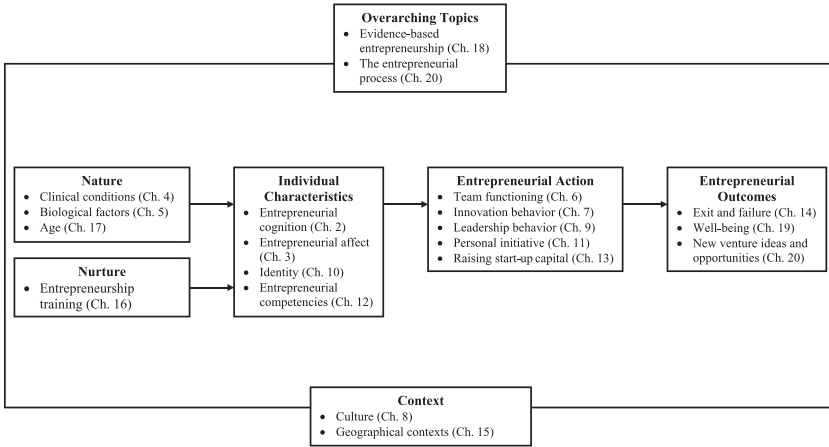 Overarching Topics
• Evidence-based
entrepreneurship (Ch. 18)
• The entrepreneurial
process (Ch. 20)
Nature
• Clinical conditions (Ch. 4)
• Biological factors (Ch. 5)
• Age (Ch. 17)
Nurture
• Entrepreneurship
training (Ch. 16)
Individual
Characteristics
• Entrepreneurial
cognition (Ch. 2)
• Entrepreneurial affect
(Ch. 3)
• Identity (Ch. 10)
• Entrepreneurial
competencies (Ch. 12)
Entrepreneurial Action
• Team functioning (Ch. 6)
• Innovation behavior (Ch. 7)
• Leadership behavior (Ch. 9)
• Personal initiative (Ch. 11)
• Raising start-up capital (Ch. 13)
Entrepreneurial
Outcomes
• Exit and failure (Ch. 14)
• Well-being (Ch. 19)
• New venture ideas and
opportunities (Ch. 20)
Context
• Culture (Ch. 8)
• Geographical contexts (Ch. 15)